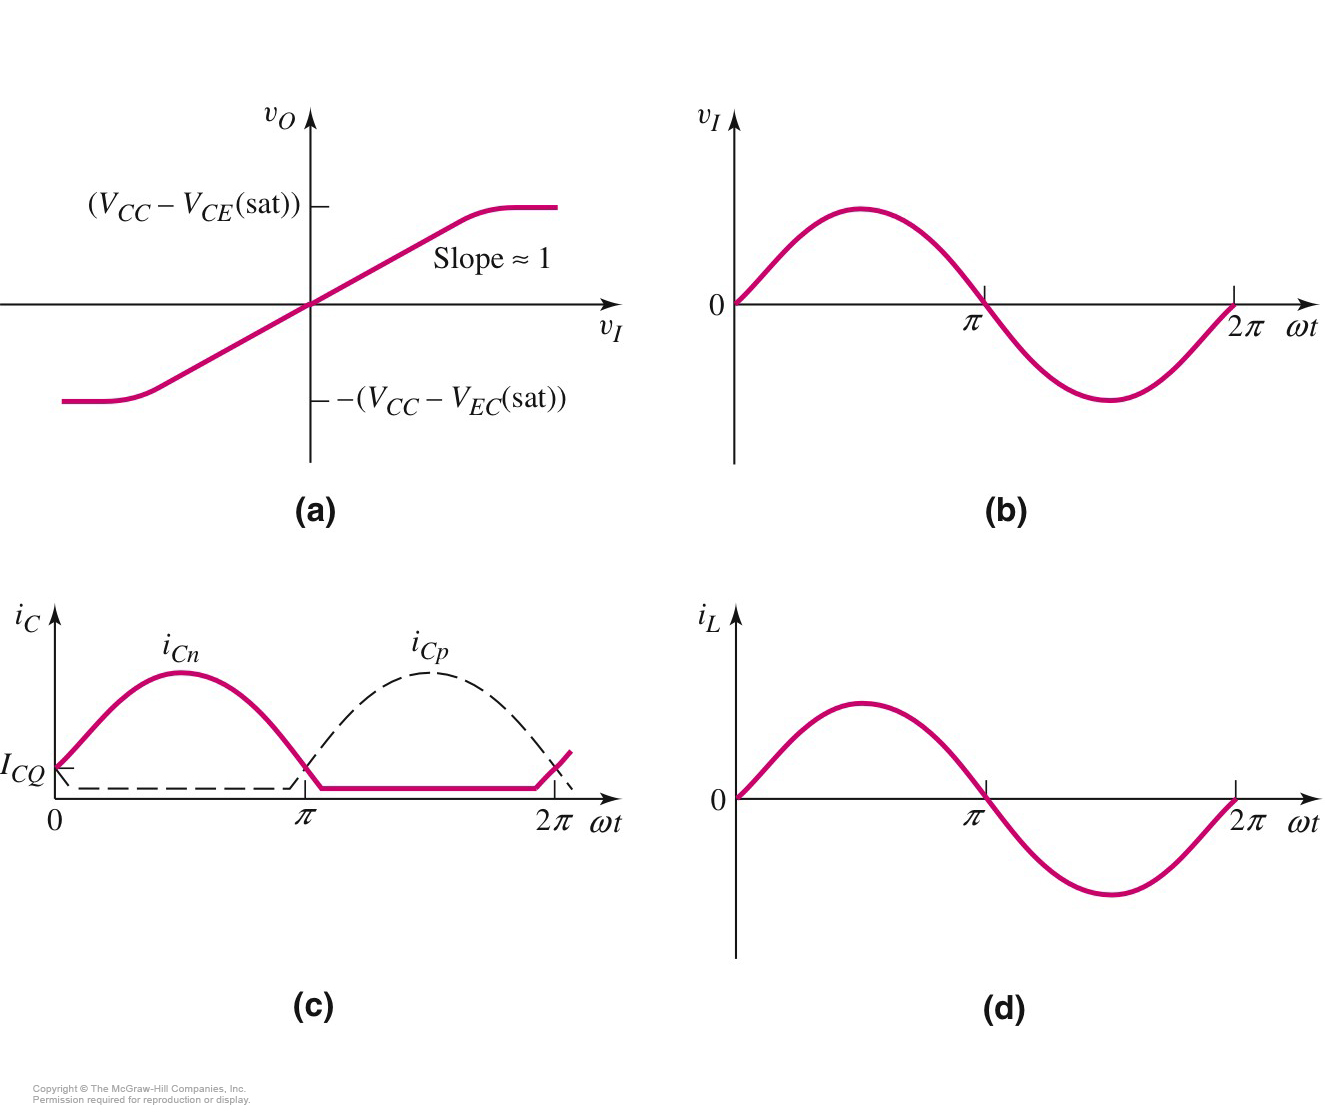 v_O
(V_CC – V_CE(sat))
Slope ≈ 1
v_I
–(V_CC – V_EC(sat))
(a)
v_I
0
π
2π
ωt
(b)
i_C
i_Cn
i_Cp
I_CQ
0
π
2π
ωt
(c)
i_L
0
π
2π
ωt
(d)
Copyright © The McGraw-Hill Companies, Inc.
Permission required for reproduction or display.